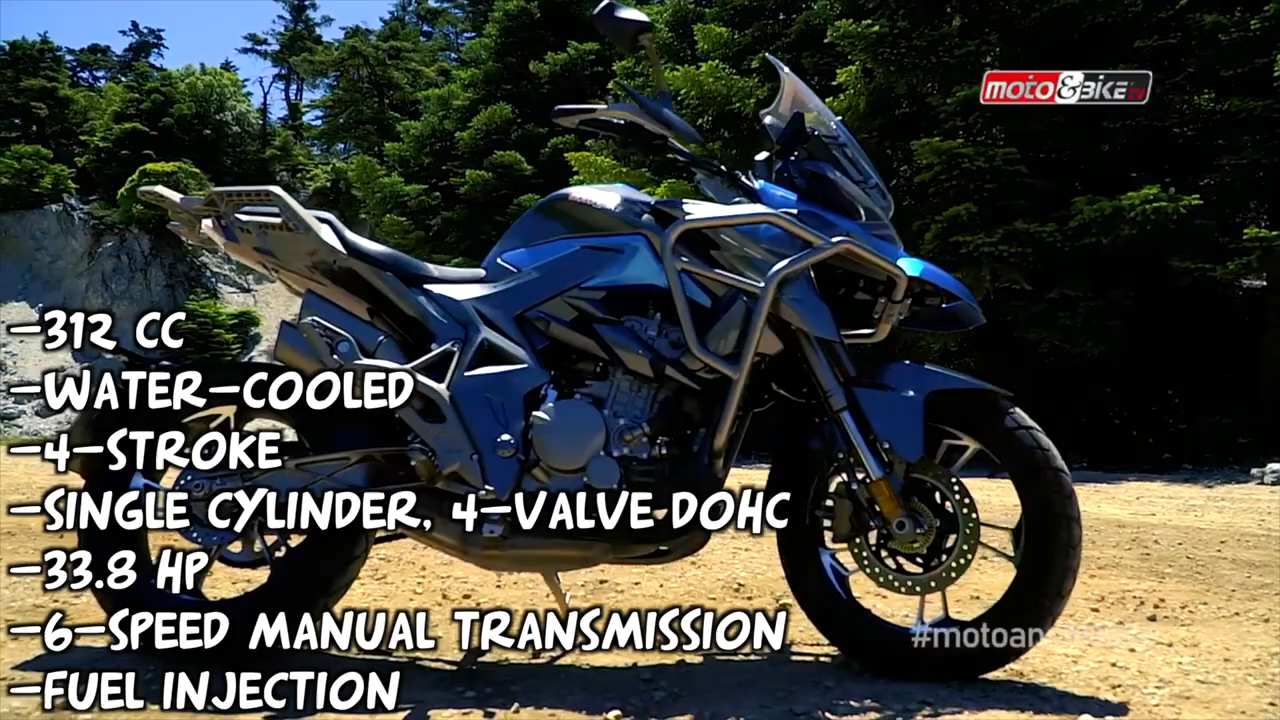 moto&BiKE
-312 CC
-WATER-COOLED
-4-STROKE
-SINGLE CYLINDER, 4-VALVE DOHC
-33.8 HP
-6-SPEED MANUAL TRANSMISSION
-FUEL INJECTION